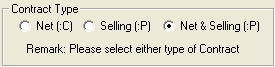 Contract Type
Net (:C) Selling (:P) Net & Selling (:P)
Remark: Please select either type of Contract